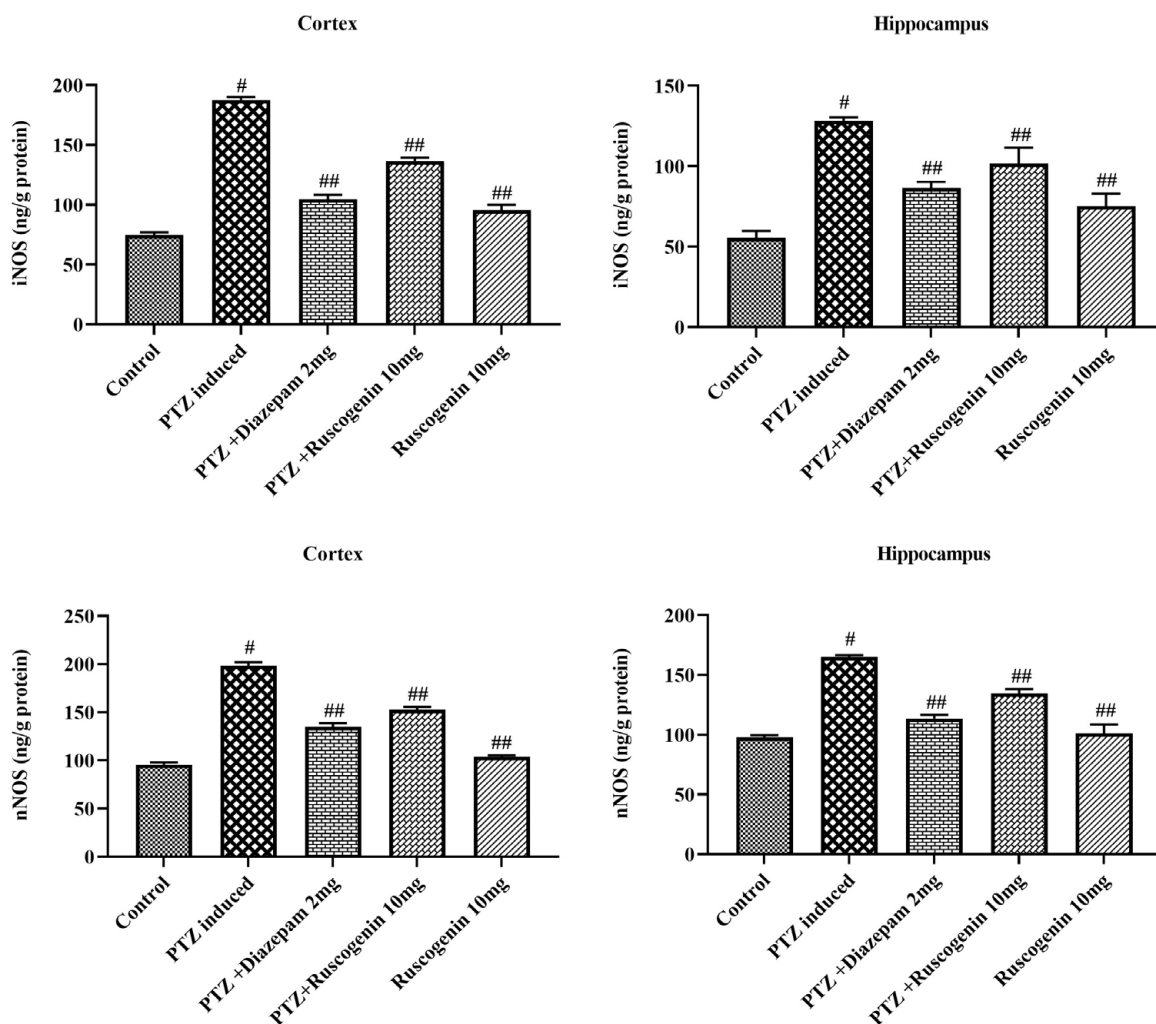 Cortex
iNOS (ng/g protein)
200
150
100
50
0
#
##
##
##
Control
PTZ induced
PTZ +Diazepam 2mg
PTZ +Ruscogenin 10mg
Ruscogenin 10mg
Hippocampus
iNOS (ng/g protein)
150
100
50
0
#
##
##
##
Control
PTZ induced
PTZ+Diazepam 2mg
PTZ+Ruscogenin 10mg
Ruscogenin 10mg
Cortex
nNOS (ng/g protein)
250
200
150
100
50
0
#
##
##
##
Control
PTZ induced
PTZ +Diazepam 2mg
PTZ+Ruscogenin 10mg
Ruscogenin 10mg
Hippocampus
nNOS (ng/g protein)
200
150
100
50
0
#
##
##
##
Control
PTZ induced
PTZ +Diazepam 2mg
PTZ +Ruscogenin 10mg
Ruscogenin 10mg